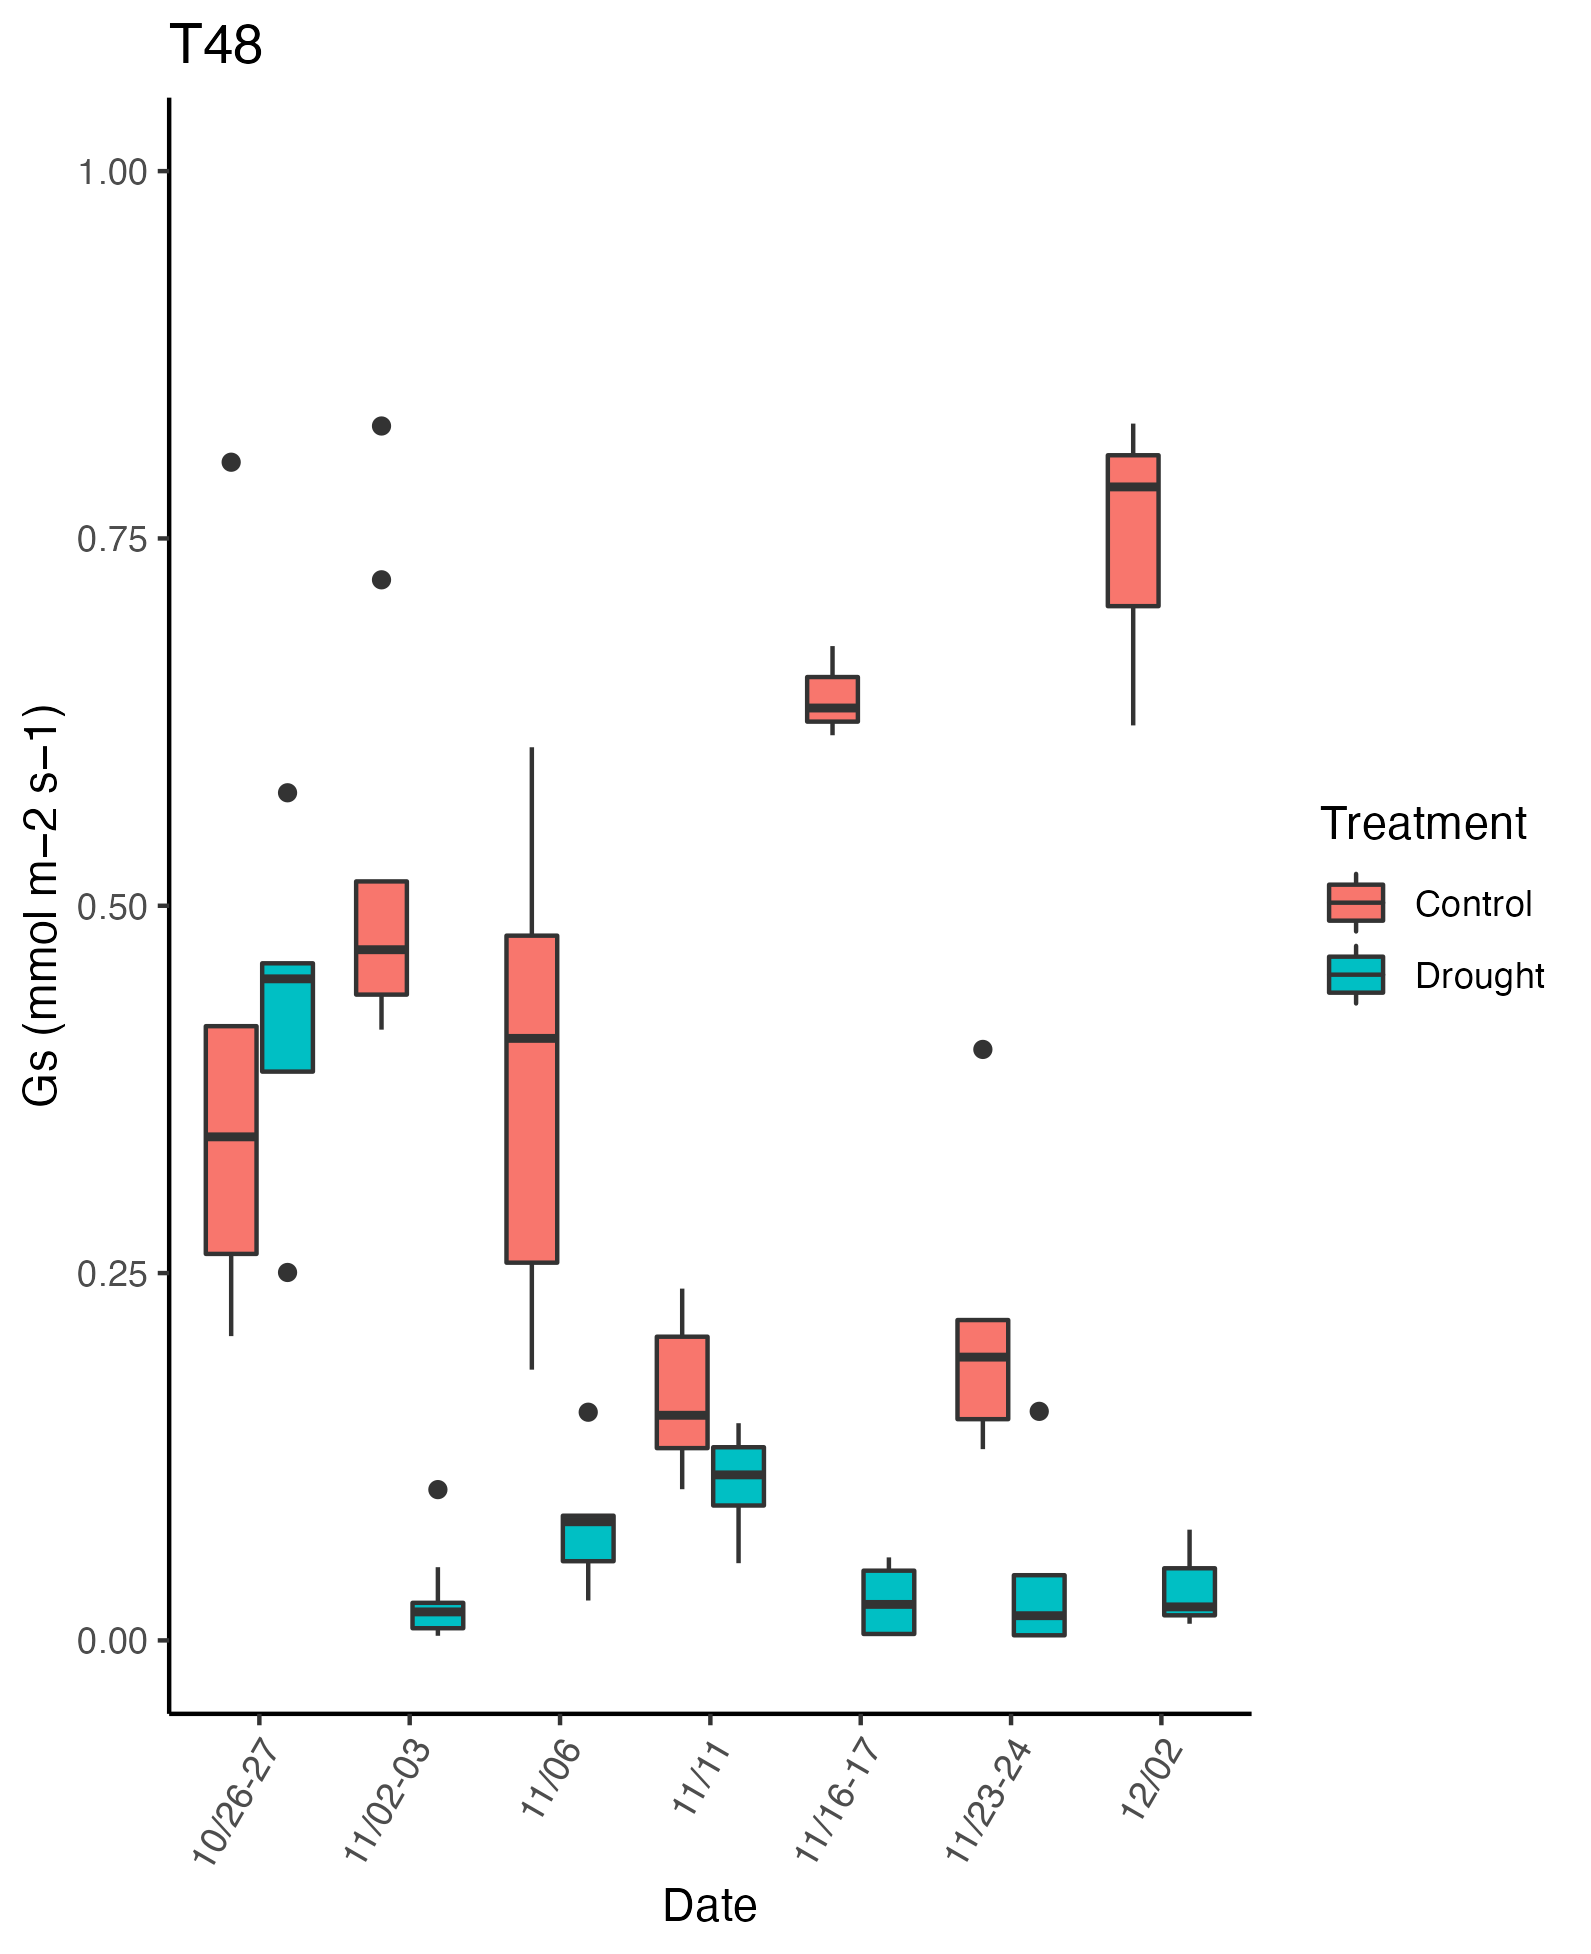 T48
1.00
0.75
0.50
0.25
0.00
Gs (mmol m−2 s−1)
10/26-27
11/02-03
11/06
11/11
11/16-17
11/23-24
12/02
Date
Treatment
Control
Drought